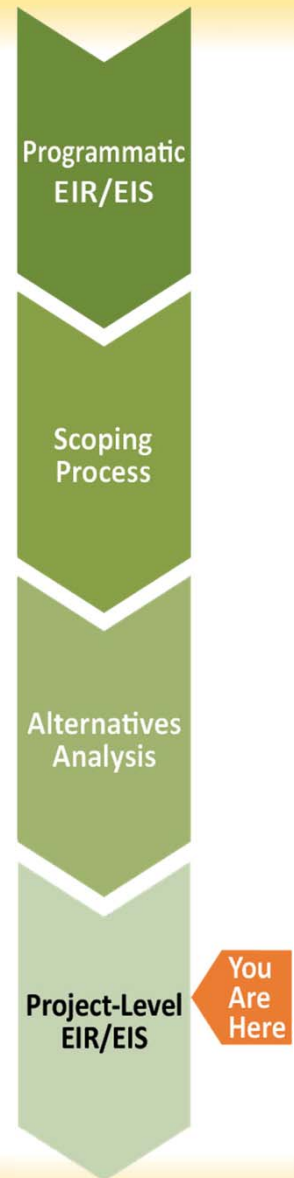 Programmatic
EIR/EIS
Scoping
Process
Alternatives
Analysis
Project-Level
EIR/EIS
You
Are
Here